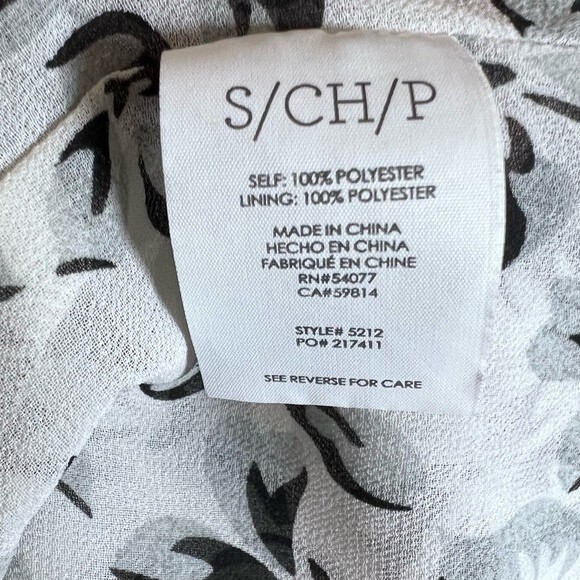 S/CH/P
SELF: 100% POLYESTER
LINING: 100% POLYESTER
MADE IN CHINA
HECHO EN CHINA
FABRIQUÉ EN CHINE
RN#54077
CA#59814
STYLE# 5212
PO# 217411
SEE REVERSE FOR CARE